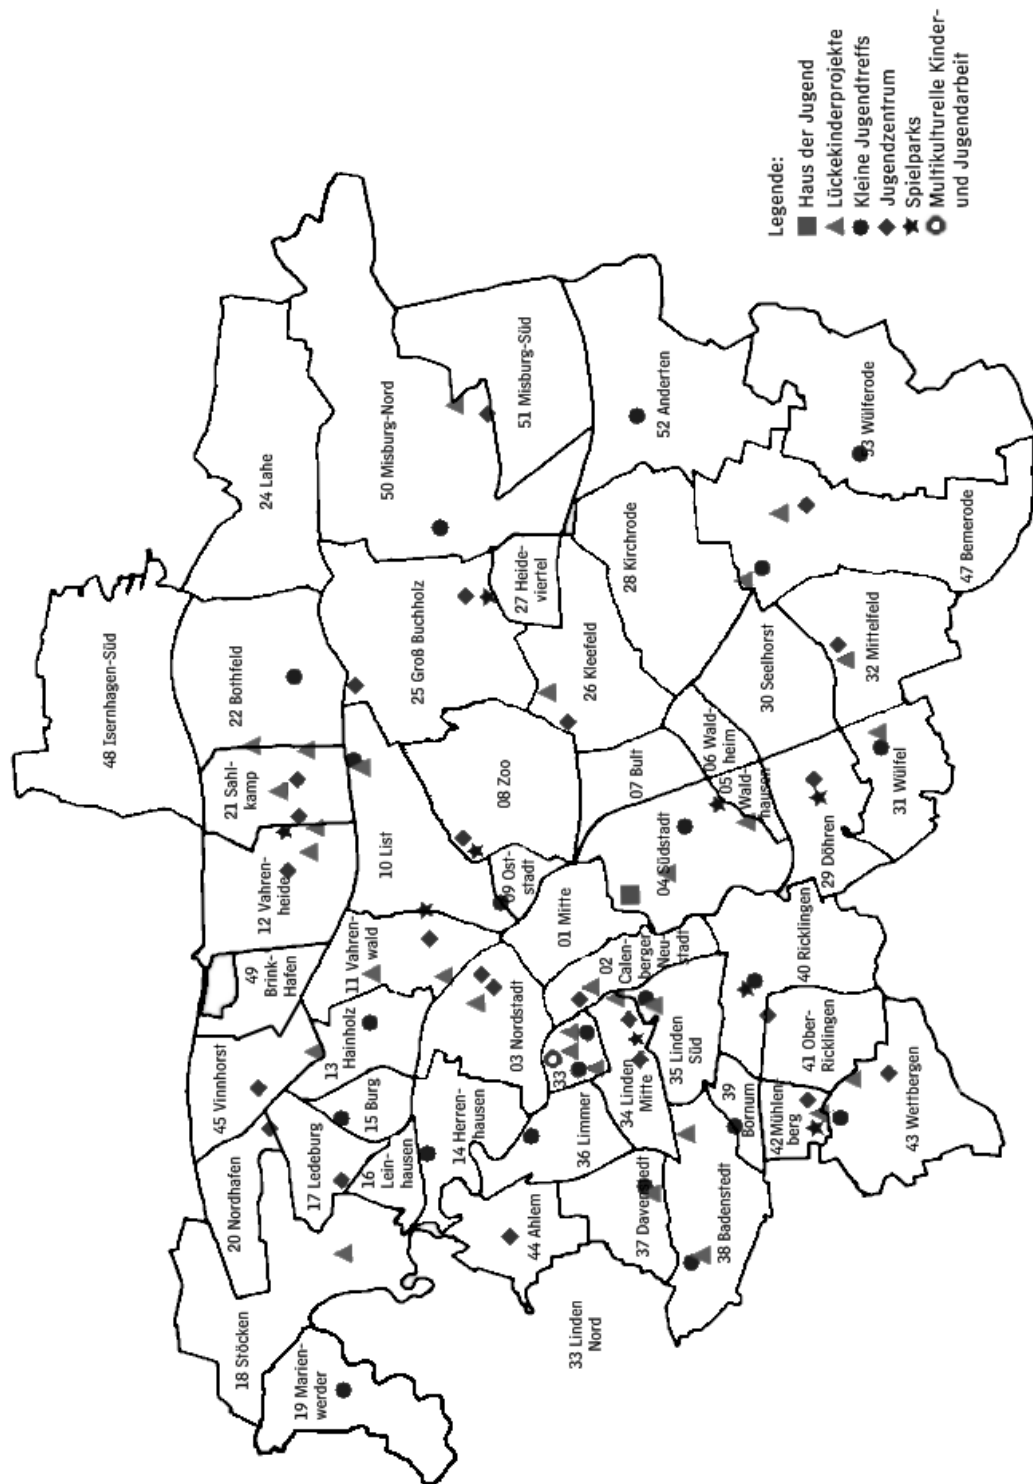 48 Isernhagen-Süd
24 Lahe
22 Bothfeld
21 Sahl-
kamp
12 Vahren-
heide
49
Brink-
Hafen
45 Vinnhorst
20 Nordhafen
18 Stöcken
19 Marien-
werder
17 Ledeburg
16
Lein-
hausen
15 Burg
13
Hainholz
11 Vahren-
wald
10 List
50 Misburg-Nord
25 Groß Buchholz
51 Misburg-Süd
27 Heide-
viertel
08 Zoo
09 Ost-
stadt
03 Nordstadt
14 Herren-
hausen
44 Ahlem
36 Limmer
33
33 Linden
Nord
01 Mitte
02
Calen-
berger
Neu-
stadt
26 Kleefeld
28 Kirchrode
52 Anderten
07 Bult
04 Südstadt
06 Wald-
heim
05
Wald-
hausen
34 Linden
Mitte
35 Linden
Süd
37 Davenstedt
38 Badenstedt
39
Bornum
40 Ricklingen
41 Ober-
Ricklingen
42 Mühlen
berg
43 Wettbergen
29 Döhren
30 Seelhorst
31 Wülfel
32 Mittelfeld
47 Bemerode
53 Wülferode
Legende:
Haus der Jugend
Lückekinderprojekte
Kleine Jugendtreffs
Jugendzentrum
Spielparks
Multikulturelle Kinder-
und Jugendarbeit